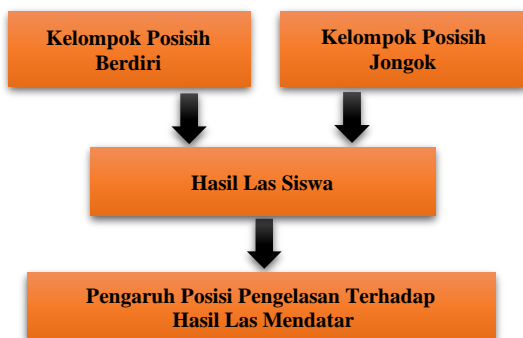 Kelompok Posisih
Berdiri
Kelompok Posisih
Jongok
Hasil Las Siswa
Pengaruh Posisi Pengelasan Terhadap
Hasil Las Mendatar